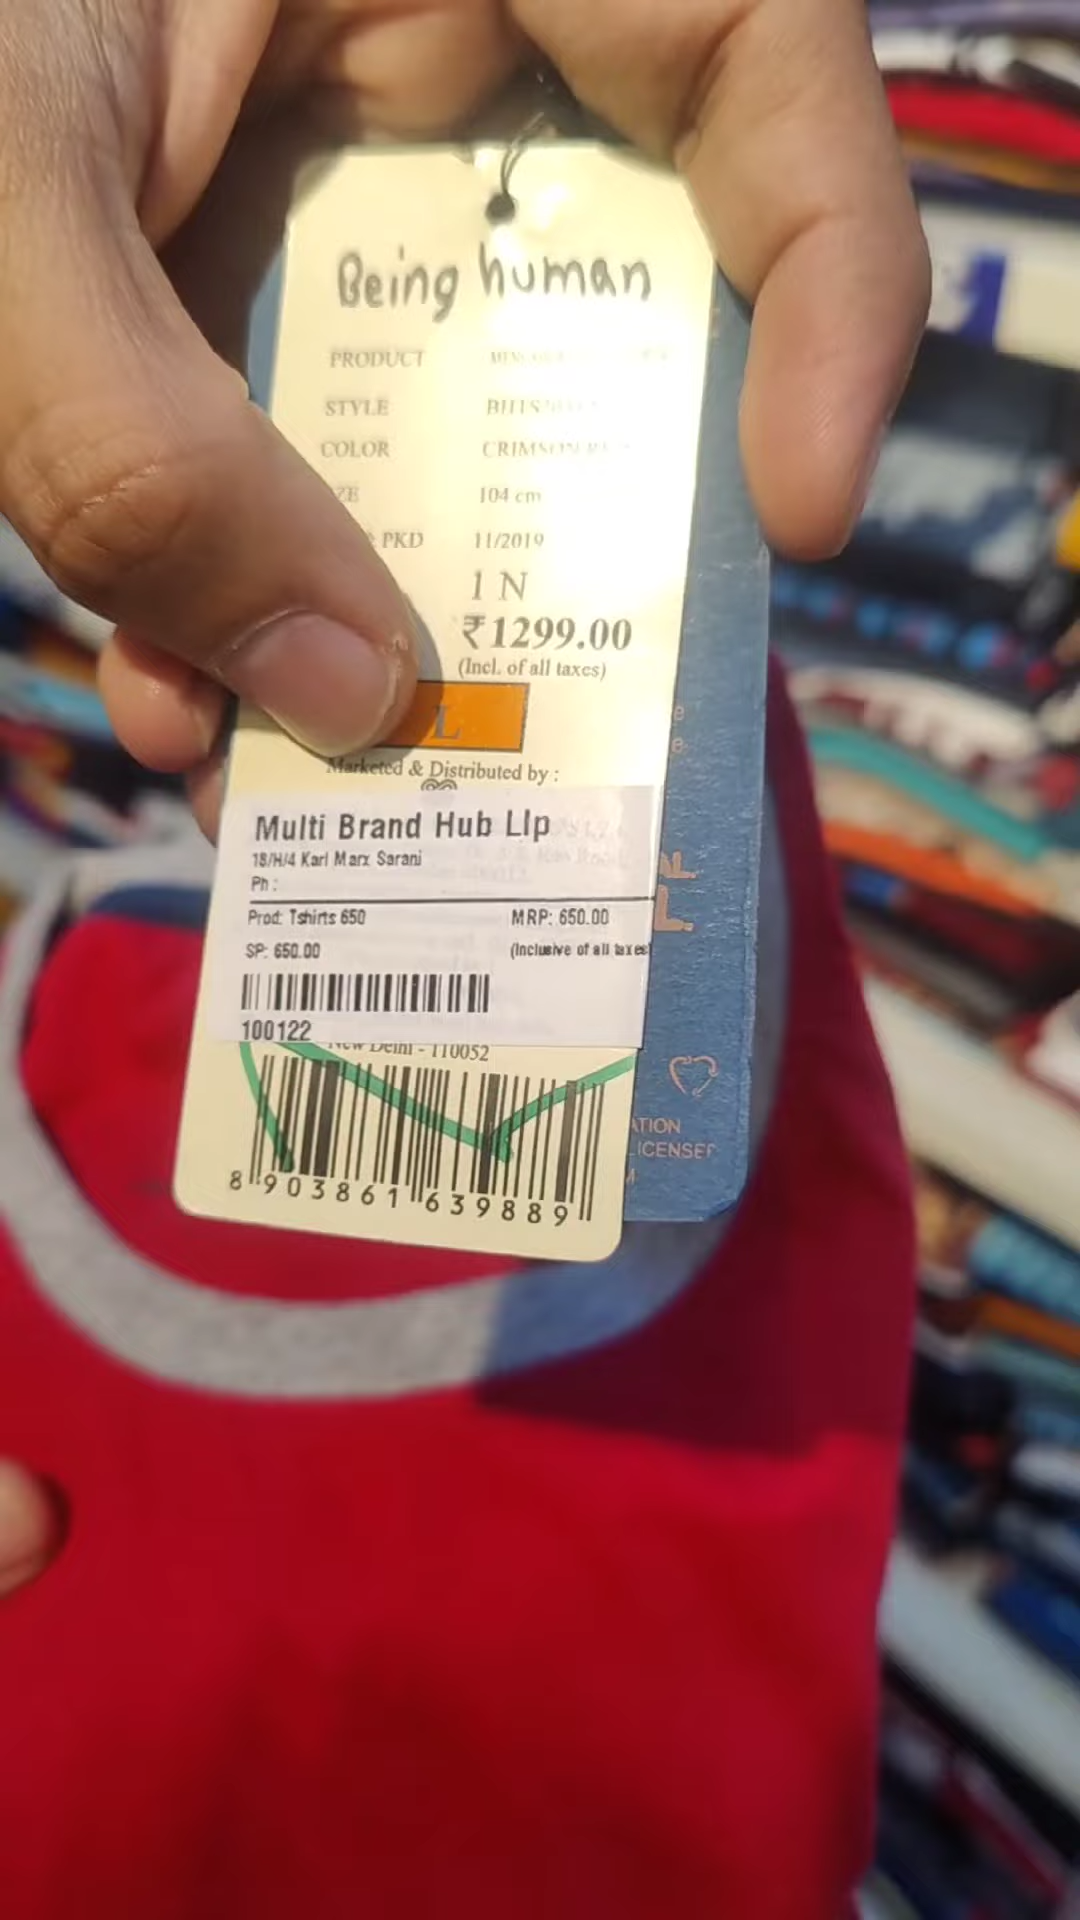 Being human
PRODUCT
STYLE
COLOR CRIMSON
104 cm
PKD 11/2019
1 N
₹1299.00
(Incl. of all taxes)
L
Marketed & Distributed by :
Multi Brand Hub Llp
18/H/4 Karl Marx Sarani
Ph :
Prod: Tshirts 650 MRP: 650.00
SP: 650.00 (Inclusive of all taxes)
100122
New Delhi - 110052
8 903861 639889